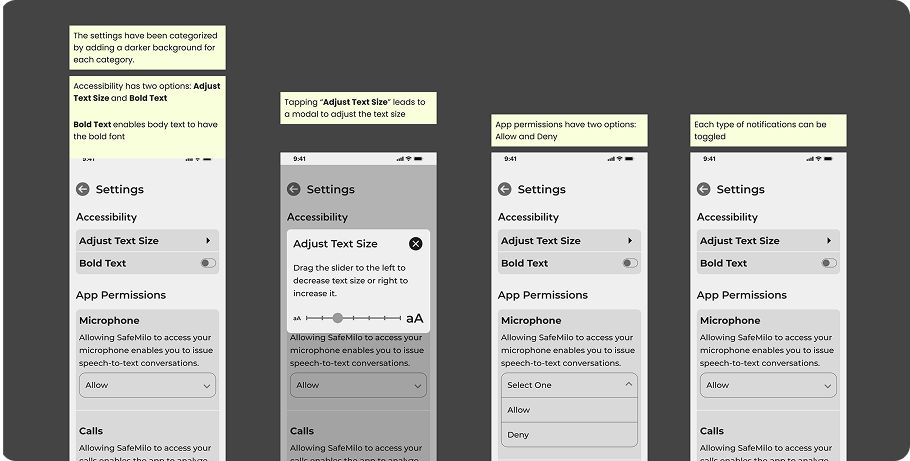 The settings have been categorized
by adding a darker background for
each category.
Accessibility has two options: Adjust
Text Size and Bold Text
Bold Text enables body text to have
the bold font
9:41
Settings
Accessibility
Adjust Text Size
Bold Text
App Permissions
Microphone
Allowing SafeMilo to access your
microphone enables you to issue
speech-to-text conversations.
Allow
Calls
Allowing SafeMilo to access your
calls enables the app to analyze
Tapping “Adjust Text Size” leads to
a modal to adjust the text size
9:41
Settings
Accessibility
Adjust Text Size
Drag the slider to the left to
decrease text size or right to
increase it.
aA
aA
Allowing SafeMilo to access your
microphone enables you to issue
speech-to-text conversations.
Allow
Calls
Allowing SafeMilo to access your
calls enables the app to analyze
App permissions have two options:
Allow and Deny
9:41
Settings
Accessibility
Adjust Text Size
Bold Text
App Permissions
Microphone
Allowing SafeMilo to access your
microphone enables you to issue
speech-to-text conversations.
Select One
Allow
Deny
Each type of notifications can be
toggled
9:41
Settings
Accessibility
Adjust Text Size
Bold Text
App Permissions
Microphone
Allowing SafeMilo to access your
microphone enables you to issue
speech-to-text conversations.
Allow
Calls
Allowing SafeMilo to access your
calls enables the app to analyze